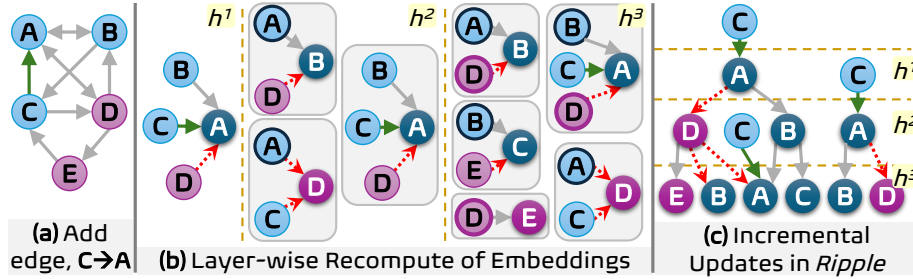 A B
C D
E
(a) Add
edge, C→A
h¹
B
C A
D
A
B
D
A
D
C
h²
B
C A
D
A
B
D
B
C
E
D E
h³
B
C A
D
A
D
C
(b) Layer-wise Recompute of Embeddings
C
h¹
A C
h²
D C B A
h³
E B A C B D
(c) Incremental
Updates in Ripple